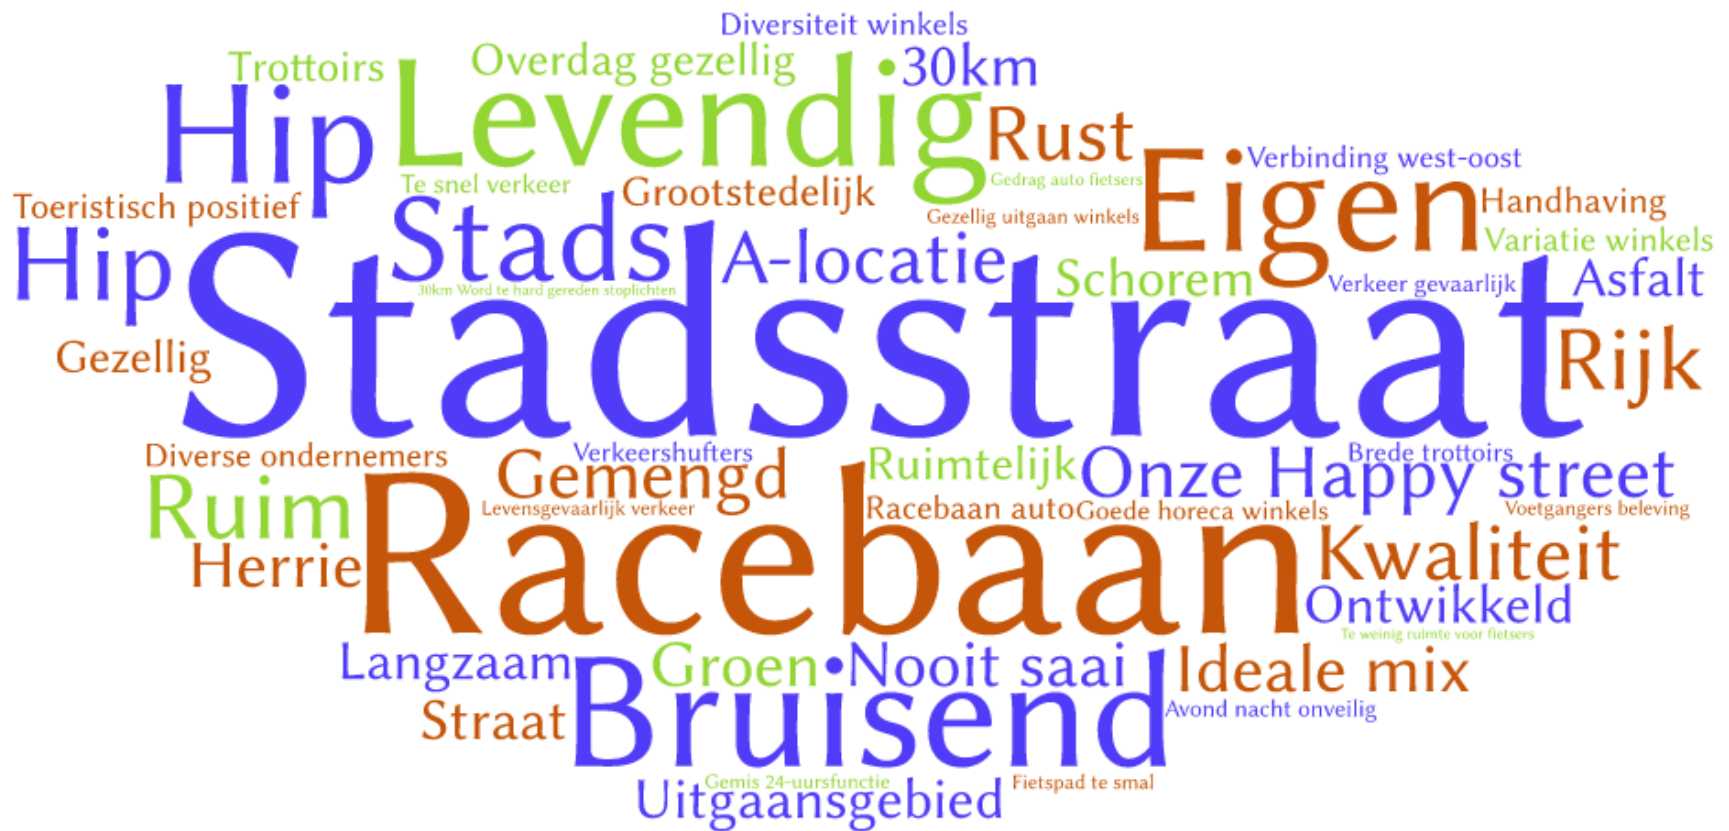 Diversiteit winkels
Trottoirs
Overdag gezellig
30km
Hip
Levendig
Rust
Eigen
Verbinding west-oost
Te snel verkeer
Grootstedelijk
Gedrag auto fietsers
Toeristisch positief
Gezellig uitgaan winkels
Handhaving
Hip
Stads
A-locatie
Variatie winkels
30km Word te hard gereden stoplichten
Schorem
Verkeer gevaarlijk
Asfalt
Gezellig
Stadsstraat
Rijk
Diverse ondernemers
Verkeershufters
Brede trottoirs
Gemengd
Ruimtelijk
Onze Happy street
Ruim
Levensgevaarlijk verkeer
Racebaan auto
Goede horeca winkels
Voetgangers beleving
Herrie
Racebaan
Kwaliteit
Ontwikkeld
Te weinig ruimte voor fietsers
Langzaam
Groen
Nooit saai
Ideale mix
Straat
Bruisend
Avond nacht onveilig
Gemis 24-uursfunctie
Fietspad te smal
Uitgaansgebied